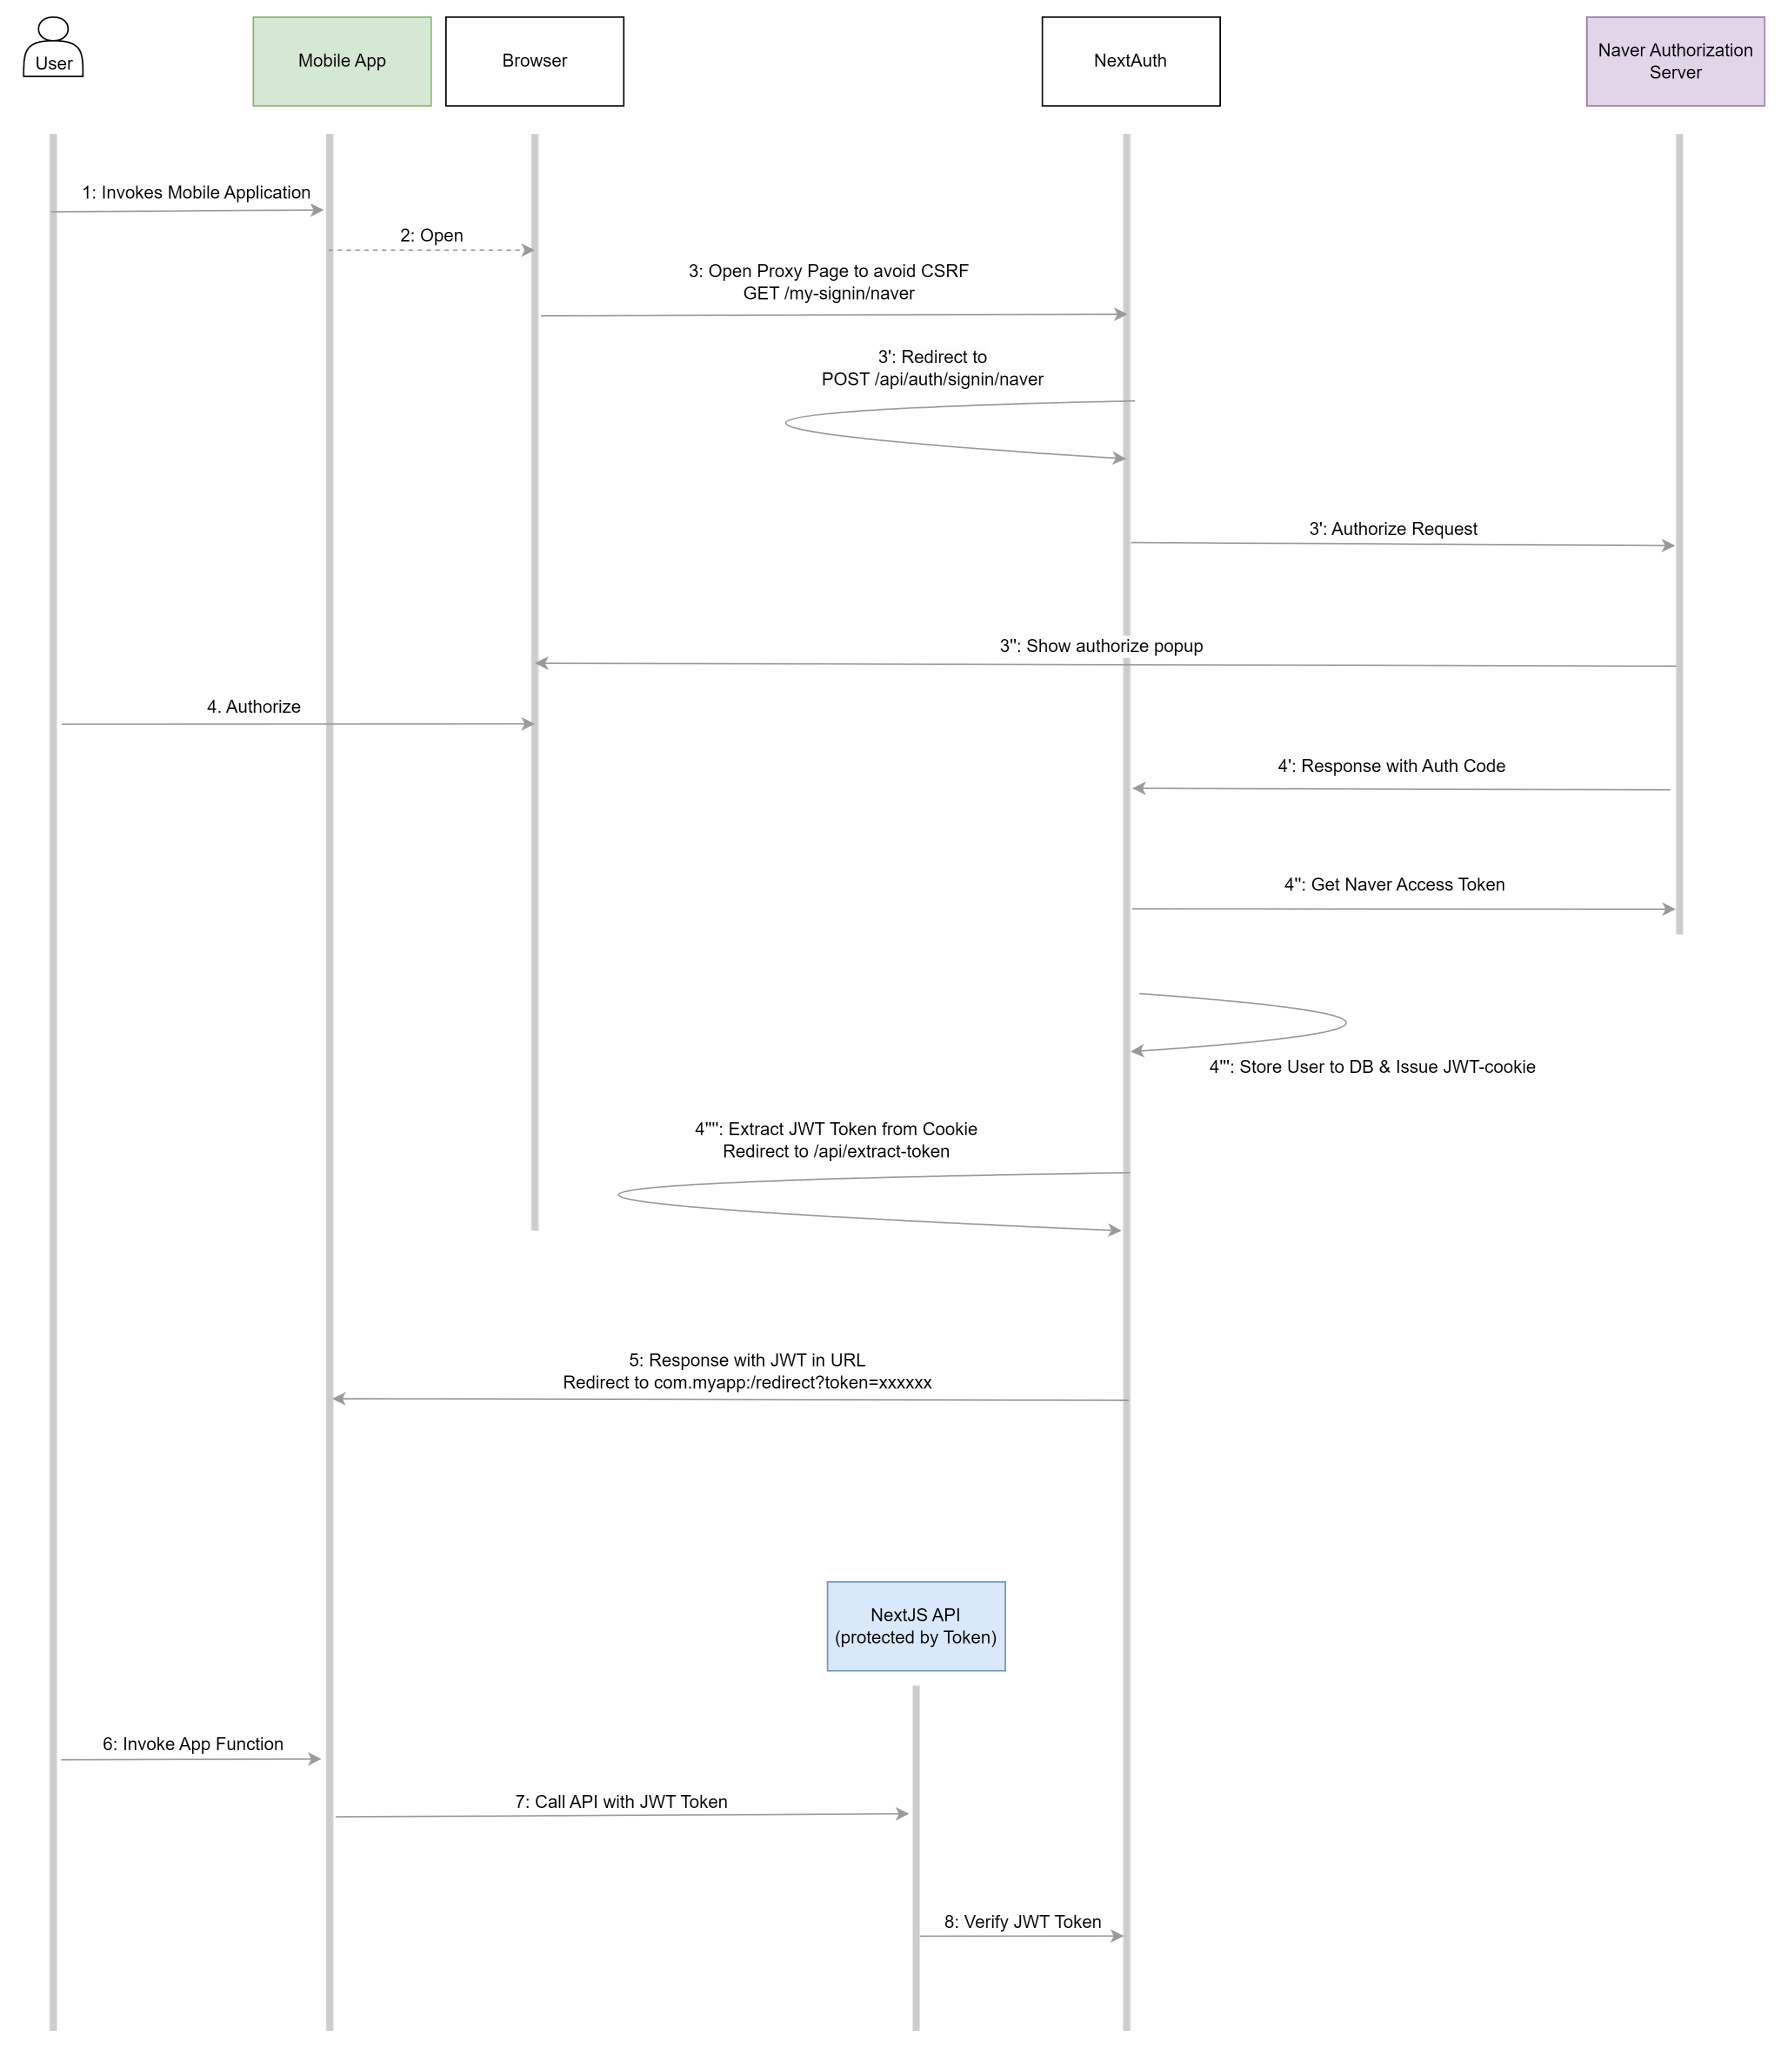 User
Mobile App
Browser
NextAuth
Naver Authorization
Server
1: Invokes Mobile Application
2: Open
3: Open Proxy Page to avoid CSRF
GET /my-signin/naver
3': Redirect to
POST /api/auth/signin/naver
3': Authorize Request
3'': Show authorize popup
4. Authorize
4': Response with Auth Code
4'': Get Naver Access Token
4''': Store User to DB & Issue JWT-cookie
4'''': Extract JWT Token from Cookie
Redirect to /api/extract-token
5: Response with JWT in URL
Redirect to com.myapp:/redirect?token=xxxxxx
NextJS API
(protected by Token)
6: Invoke App Function
7: Call API with JWT Token
8: Verify JWT Token